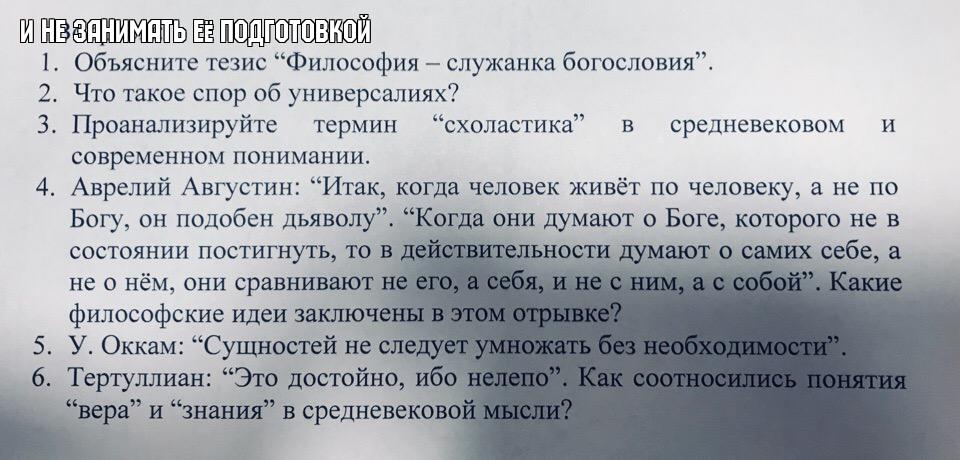 И НЕ ЗАНИМАТЬ ЕЁ ПОДГОТОВКОЙ
1. Объясните тезис “Философия – служанка богословия”.
2. Что такое спор об универсалиях?
3. Проанализируйте термин “схоластика” в средневековом и
современном понимании.
4. Аврелий Августин: “Итак, когда человек живёт по человеку, а не по
Богу, он подобен дьяволу”. “Когда они думают о Боге, которого не в
состоянии постигнуть, то в действительности думают о самих себе, а
не о нём, они сравнивают не его, а себя, и не с ним, а с собой”. Какие
философские идеи заключены в этом отрывке?
5. У. Оккам: “Сущностей не следует умножать без необходимости”.
6. Тертуллиан: “Это достойно, ибо нелепо”. Как соотносились понятия
“вера” и “знания” в средневековой мысли?